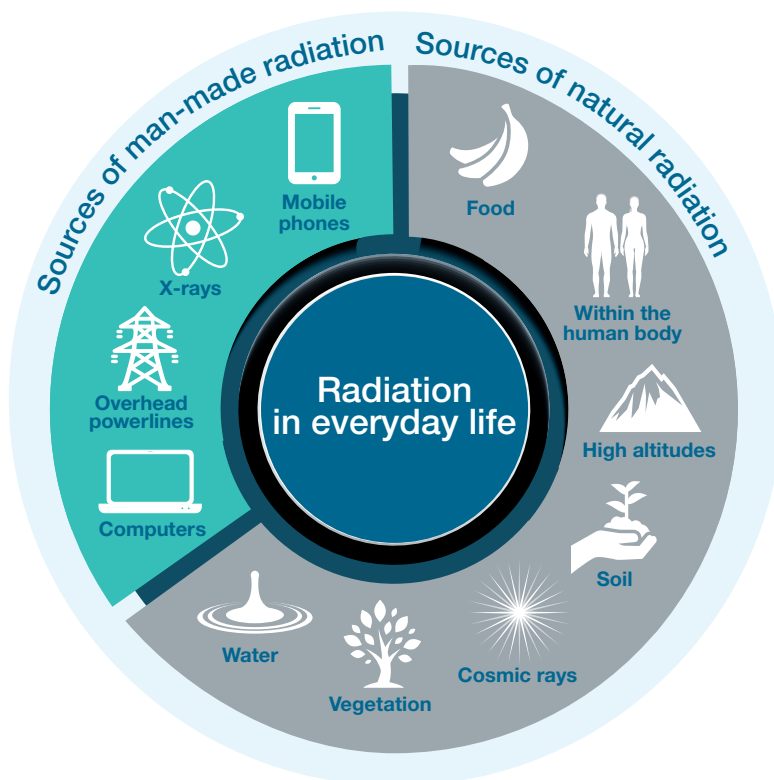 Sources of man-made radiation
Sources of natural radiation
Mobile
phones
X-rays
Overhead
powerlines
Computers
Food
Within the
human body
High altitudes
Soil
Cosmic rays
Vegetation
Water
Radiation
in everyday life